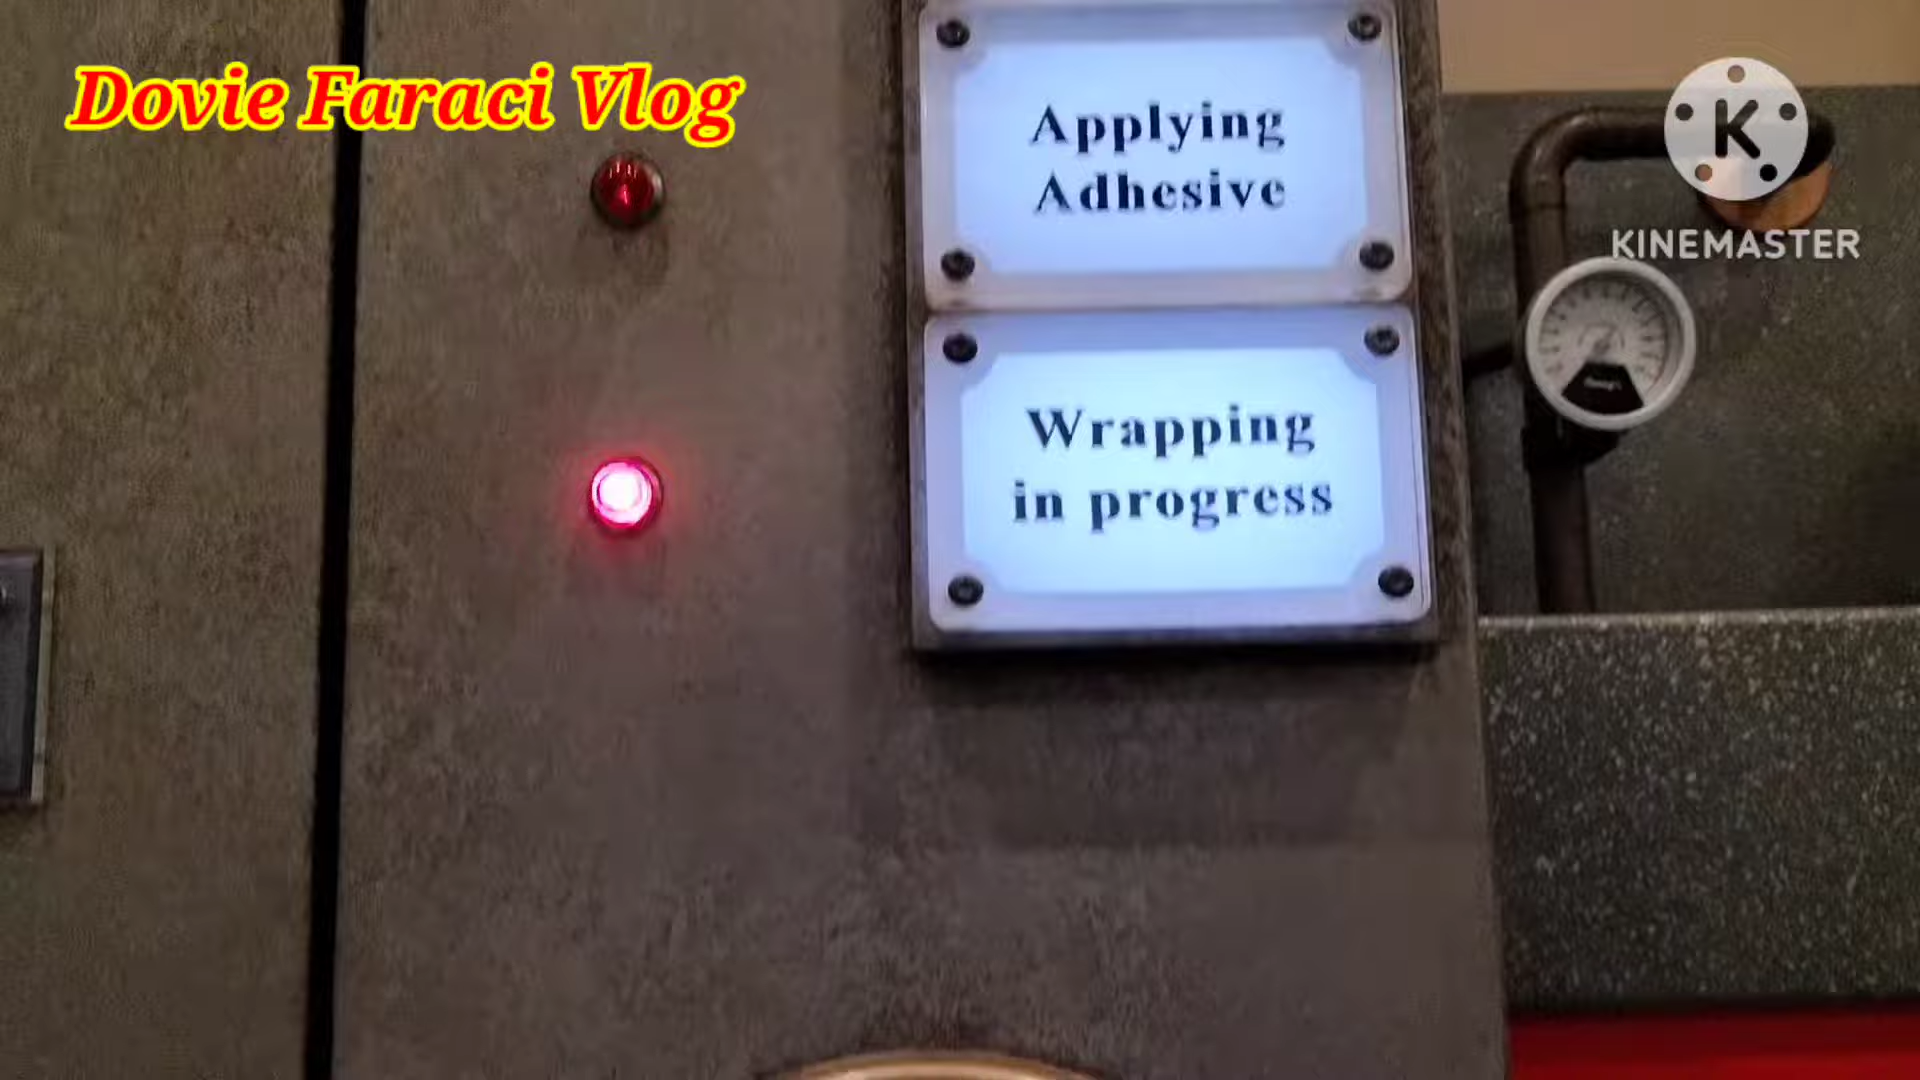 Dovie Faraci Vlog
Applying
Adhesive
KINEMASTER
Wrapping
in progress